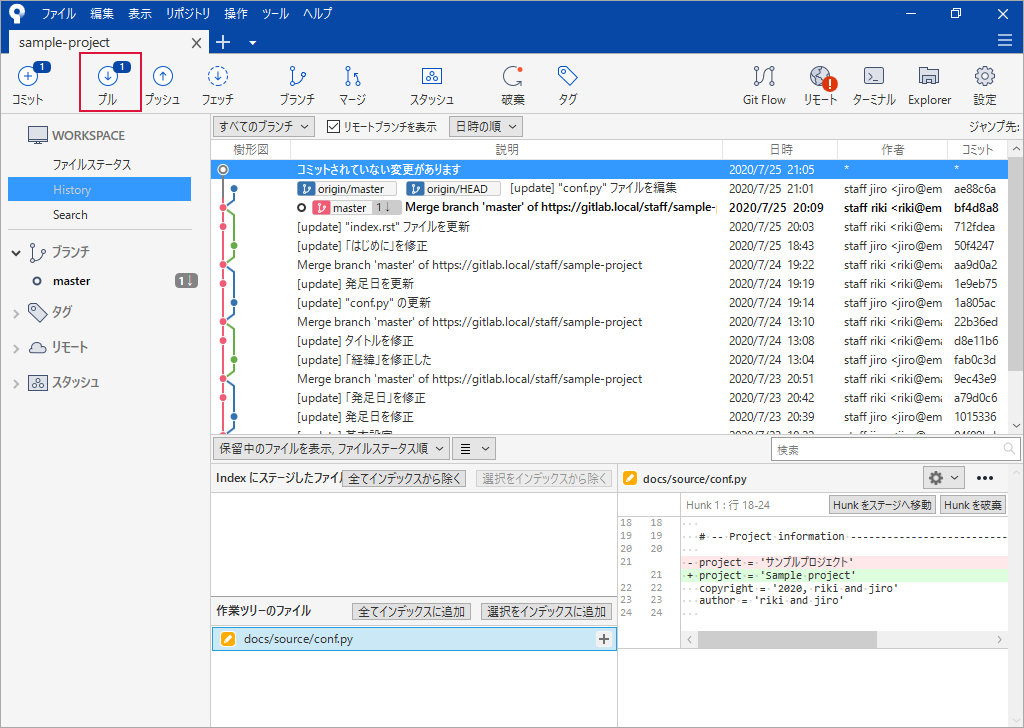 ファイル 編集 表示 リポジトリ 操作 ツール ヘルプ
sample-project
1 1
コミット プル プッシュ フェッチ ブランチ マージ スタッシュ 破棄 タグ Git Flow リモート ターミナル Explorer 設定
WORKSPACE
ファイルステータス
History
Search
ブランチ
master 1↓
タグ
リモート
スタッシュ
すべてのブランチ リモートブランチを表示 日時の順 ジャンプ先:
樹形図 説明 日時 作者 コミット
コミットされていない変更があります 2020/7/25 21:05 * *
origin/master origin/HEAD [update] "conf.py" ファイルを編集 2020/7/25 21:01 staff jiro <jiro@em ae88c6a
master 1↓ Merge branch 'master' of https://gitlab.local/staff/sample- 2020/7/25 20:09 staff riki <riki@em bf4d8a8
[update] "index.rst" ファイルを更新 2020/7/25 20:03 staff riki <riki@ema 712fdea
[update] 「はじめに」を修正 2020/7/25 18:43 staff jiro <jiro@em 50f4247
Merge branch 'master' of https://gitlab.local/staff/sample-project 2020/7/24 19:22 staff riki <riki@ema aa9d0a2
[update] 発足日を更新 2020/7/24 19:19 staff riki <riki@ema 1e9eb75
[update] "conf.py" の更新 2020/7/24 19:14 staff jiro <jiro@em 1a805ac
Merge branch 'master' of https://gitlab.local/staff/sample-project 2020/7/24 13:10 staff riki <riki@ema 22b36ed
[update] タイトルを修正 2020/7/24 13:08 staff riki <riki@ema d8e11b6
[update] 「経緯」を修正した 2020/7/24 13:04 staff jiro <jiro@em fab0c3d
Merge branch 'master' of https://gitlab.local/staff/sample-project 2020/7/23 20:51 staff riki <riki@ema 9ec43e9
[update] 「発足日」を修正 2020/7/23 20:42 staff riki <riki@ema a79d0c6
[update] 発足日を修正 2020/7/23 20:39 staff jiro <jiro@em 1015336
保留中のファイルを表示, ファイルステータス順 検索
Index にステージしたファイル 全てインデックスから除く 選択をインデックスから除く
作業ツリーのファイル 全てインデックスに追加 選択をインデックスに追加
docs/source/conf.py
docs/source/conf.py
Hunk 1 : 行 18-24 Hunk をステージへ移動 Hunk を破棄
18 18
19 19 # -- Project information -----------------------------
20 20
21 - project = 'サンプルプロジェクト'
21 + project = 'Sample project'
22 22 copyright = '2020, riki and jiro'
23 23 author = 'riki and jiro'
24 24